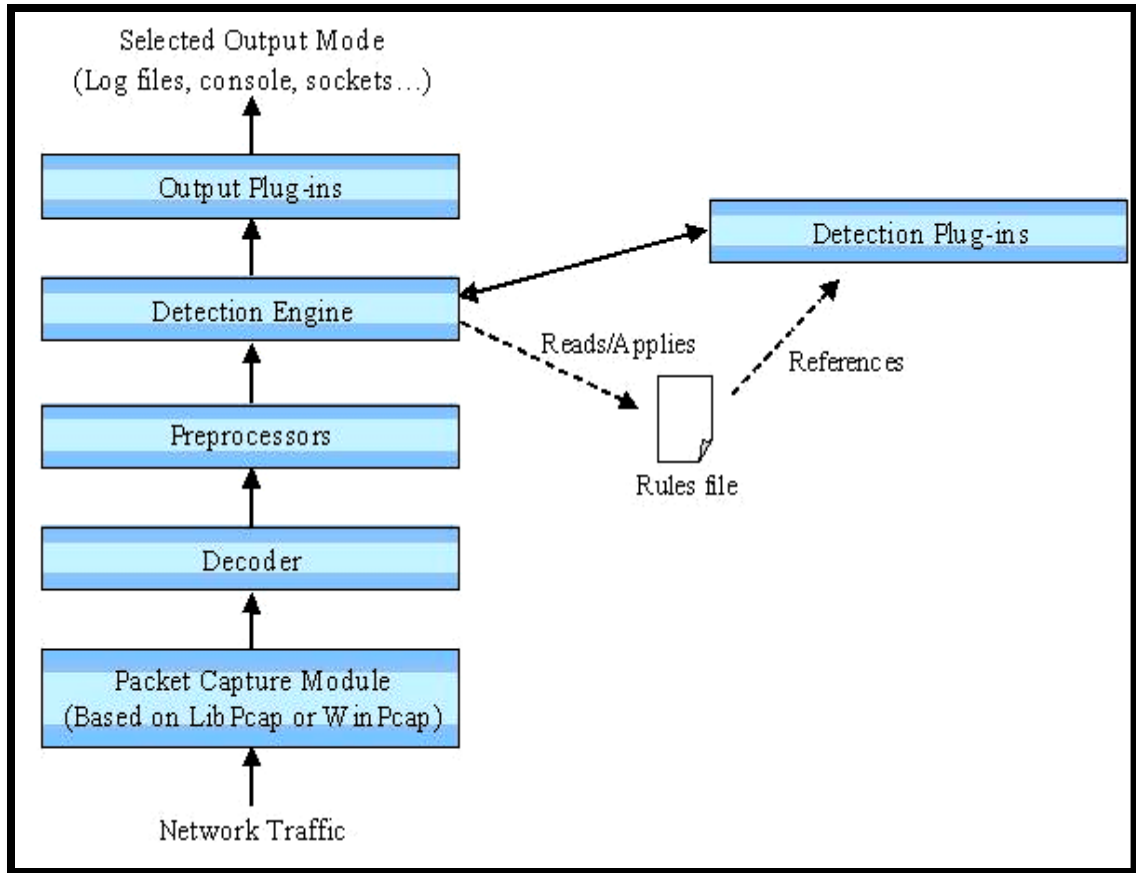 Selected Output Mode
(Log files, console, sockets...)
Output Plug-ins
Detection Plug-ins
Detection Engine
Reads/Applies
References
Preprocessors
Rules file
Decoder
Packet Capture Module
(Based on LibPcap or WinPcap)
Network Traffic